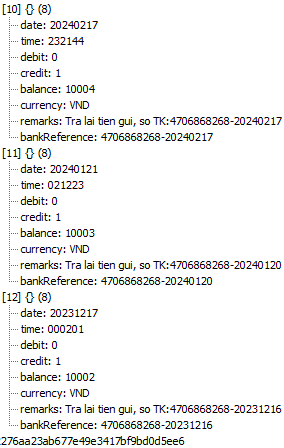 [10] {} (8)
date: 20240217
time: 232144
debit: 0
credit: 1
balance: 10004
currency: VND
remarks: Tra lai tien gui, so TK:4706868268-20240217
bankReference: 4706868268-20240217
[11] {} (8)
date: 20240121
time: 021223
debit: 0
credit: 1
balance: 10003
currency: VND
remarks: Tra lai tien gui, so TK:4706868268-20240120
bankReference: 4706868268-20240120
[12] {} (8)
date: 20231217
time: 000201
debit: 0
credit: 1
balance: 10002
currency: VND
remarks: Tra lai tien gui, so TK:4706868268-20231216
bankReference: 4706868268-20231216
276aa23ab677e49e3417bf9bd0d5ee6